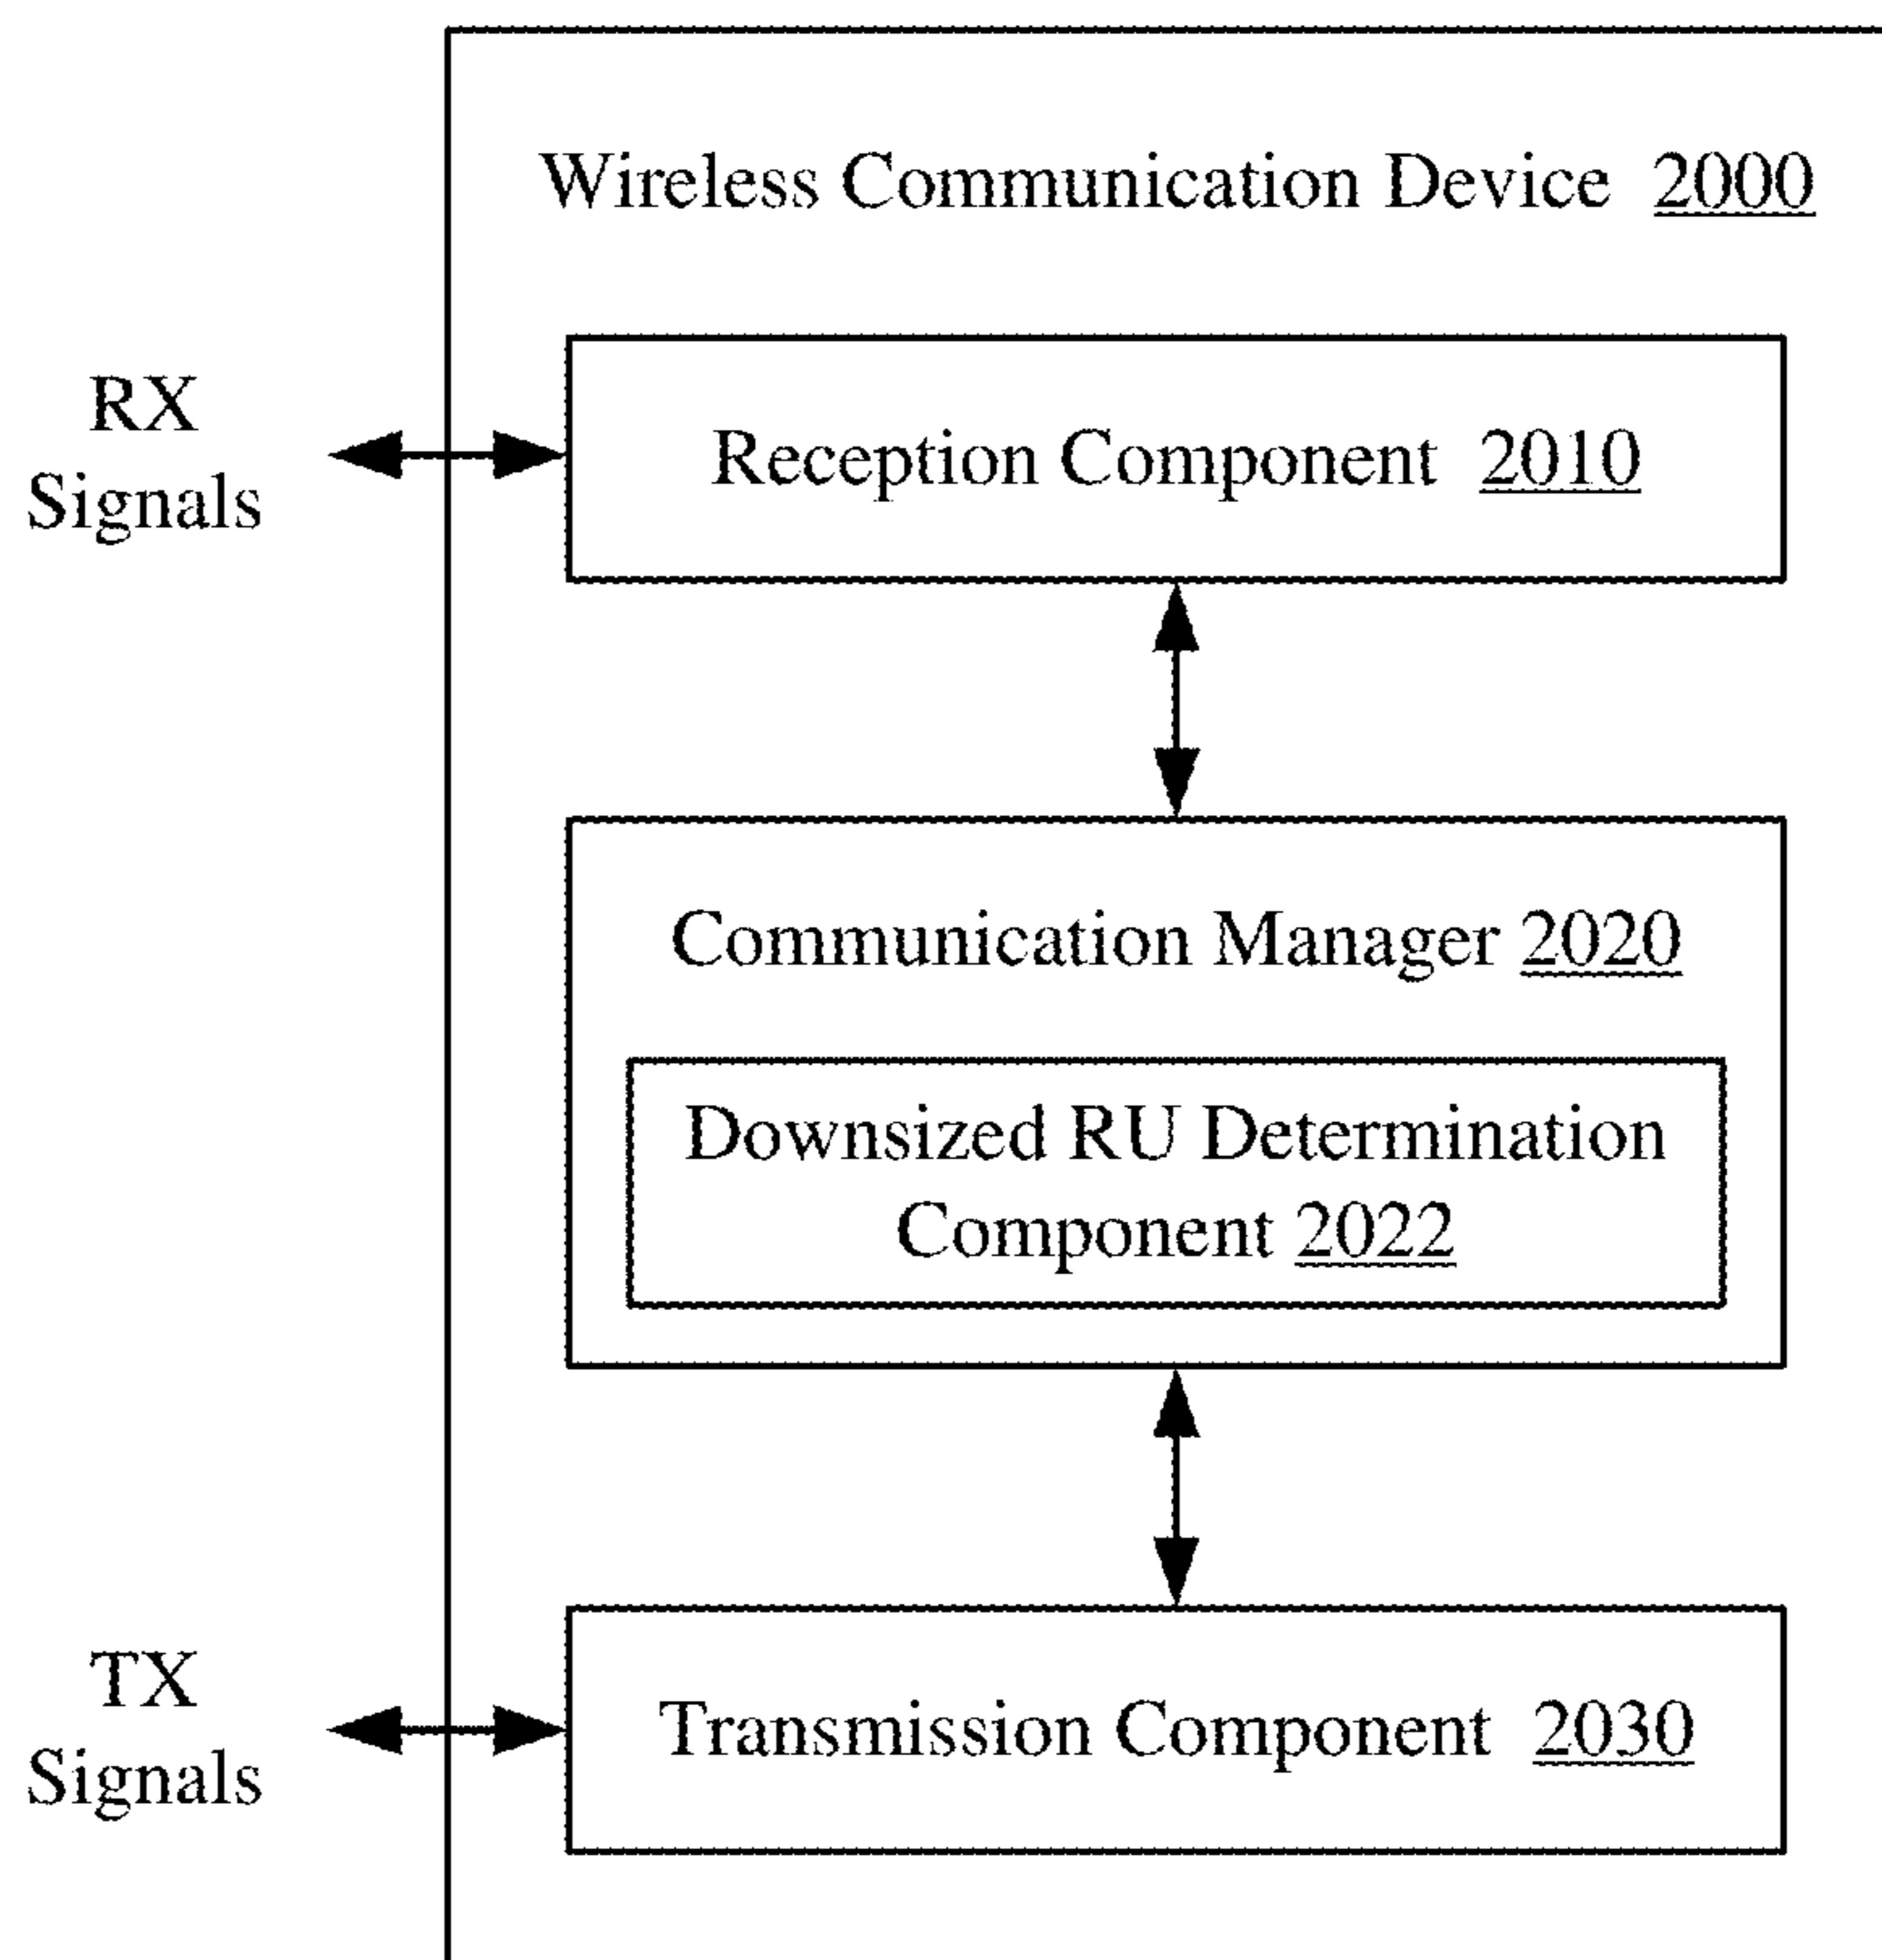 Wireless Communication Device 2000
RX
Signals
Reception Component 2010
Communication Manager 2020
Downsized RU Determination
Component 2022
TX
Signals
Transmission Component 2030